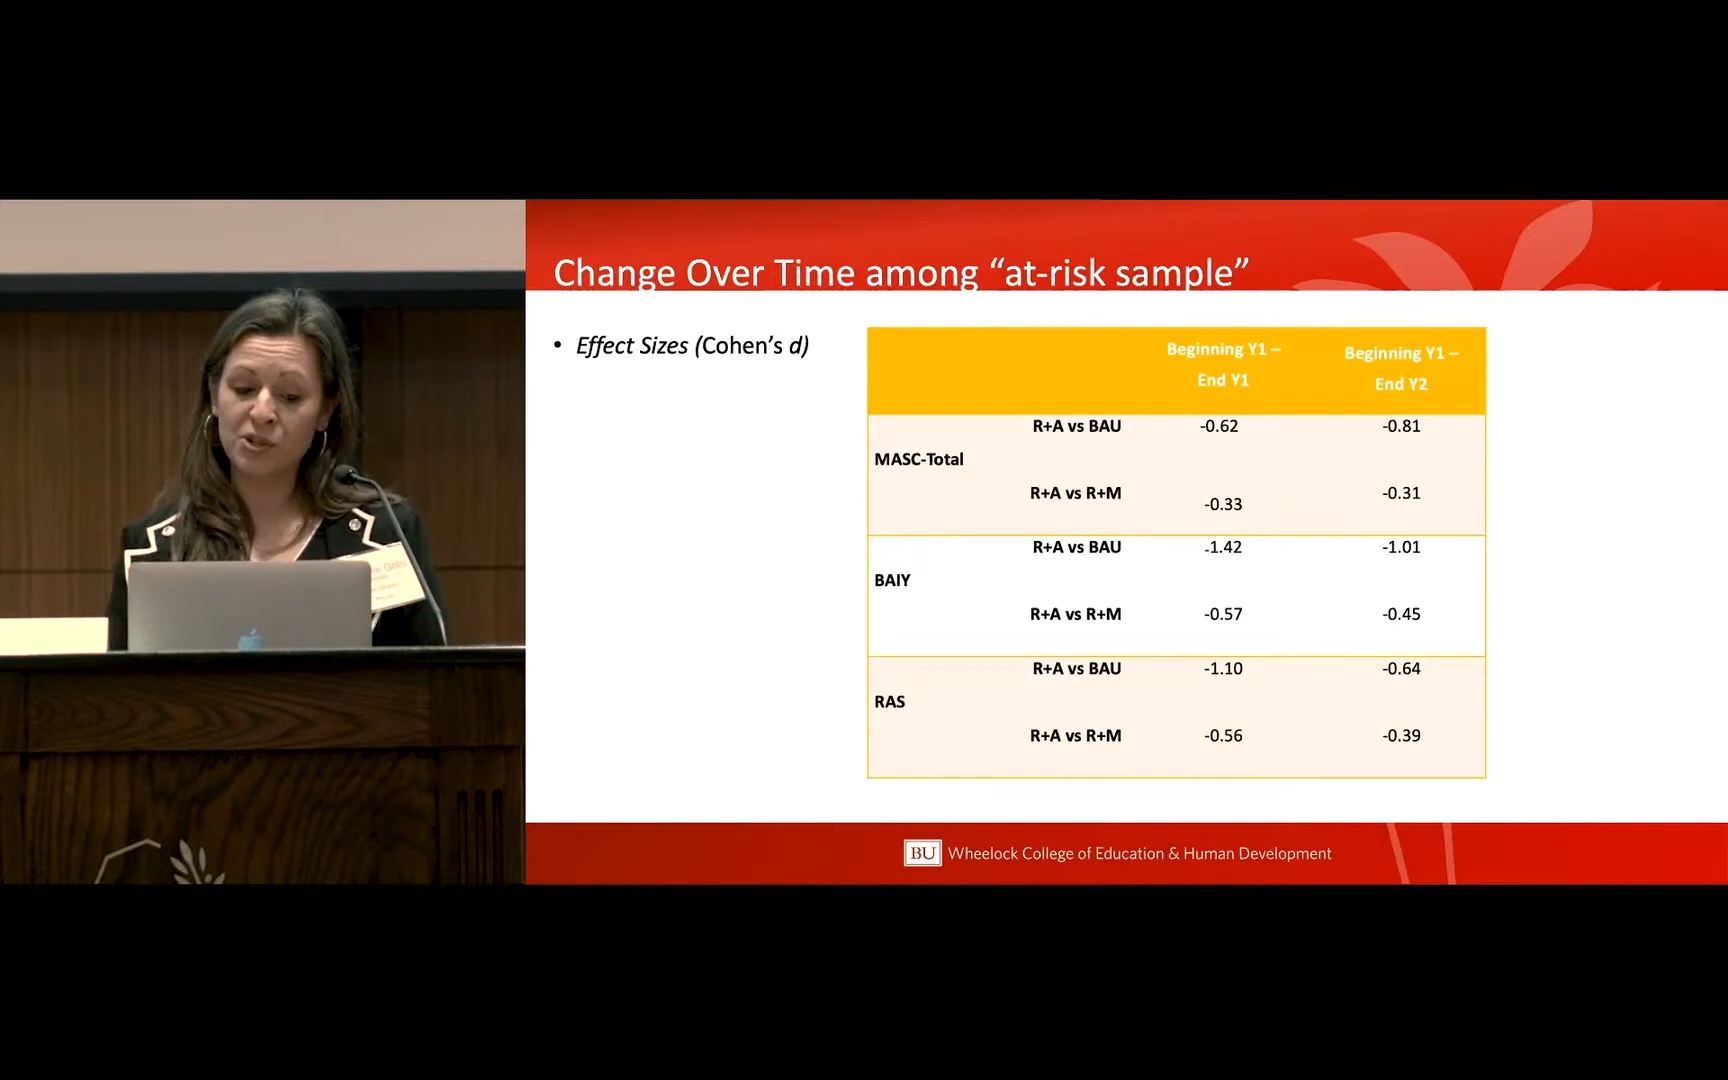 Change Over Time among “at-risk sample”
• Effect Sizes (Cohen’s d)
Beginning Y1 –
End Y1
Beginning Y1 –
End Y2
R+A vs BAU -0.62 -0.81
MASC-Total
R+A vs R+M -0.33 -0.31
R+A vs BAU -1.42 -1.01
BAIY
R+A vs R+M -0.57 -0.45
R+A vs BAU -1.10 -0.64
RAS
R+A vs R+M -0.56 -0.39
BU Wheelock College of Education & Human Development